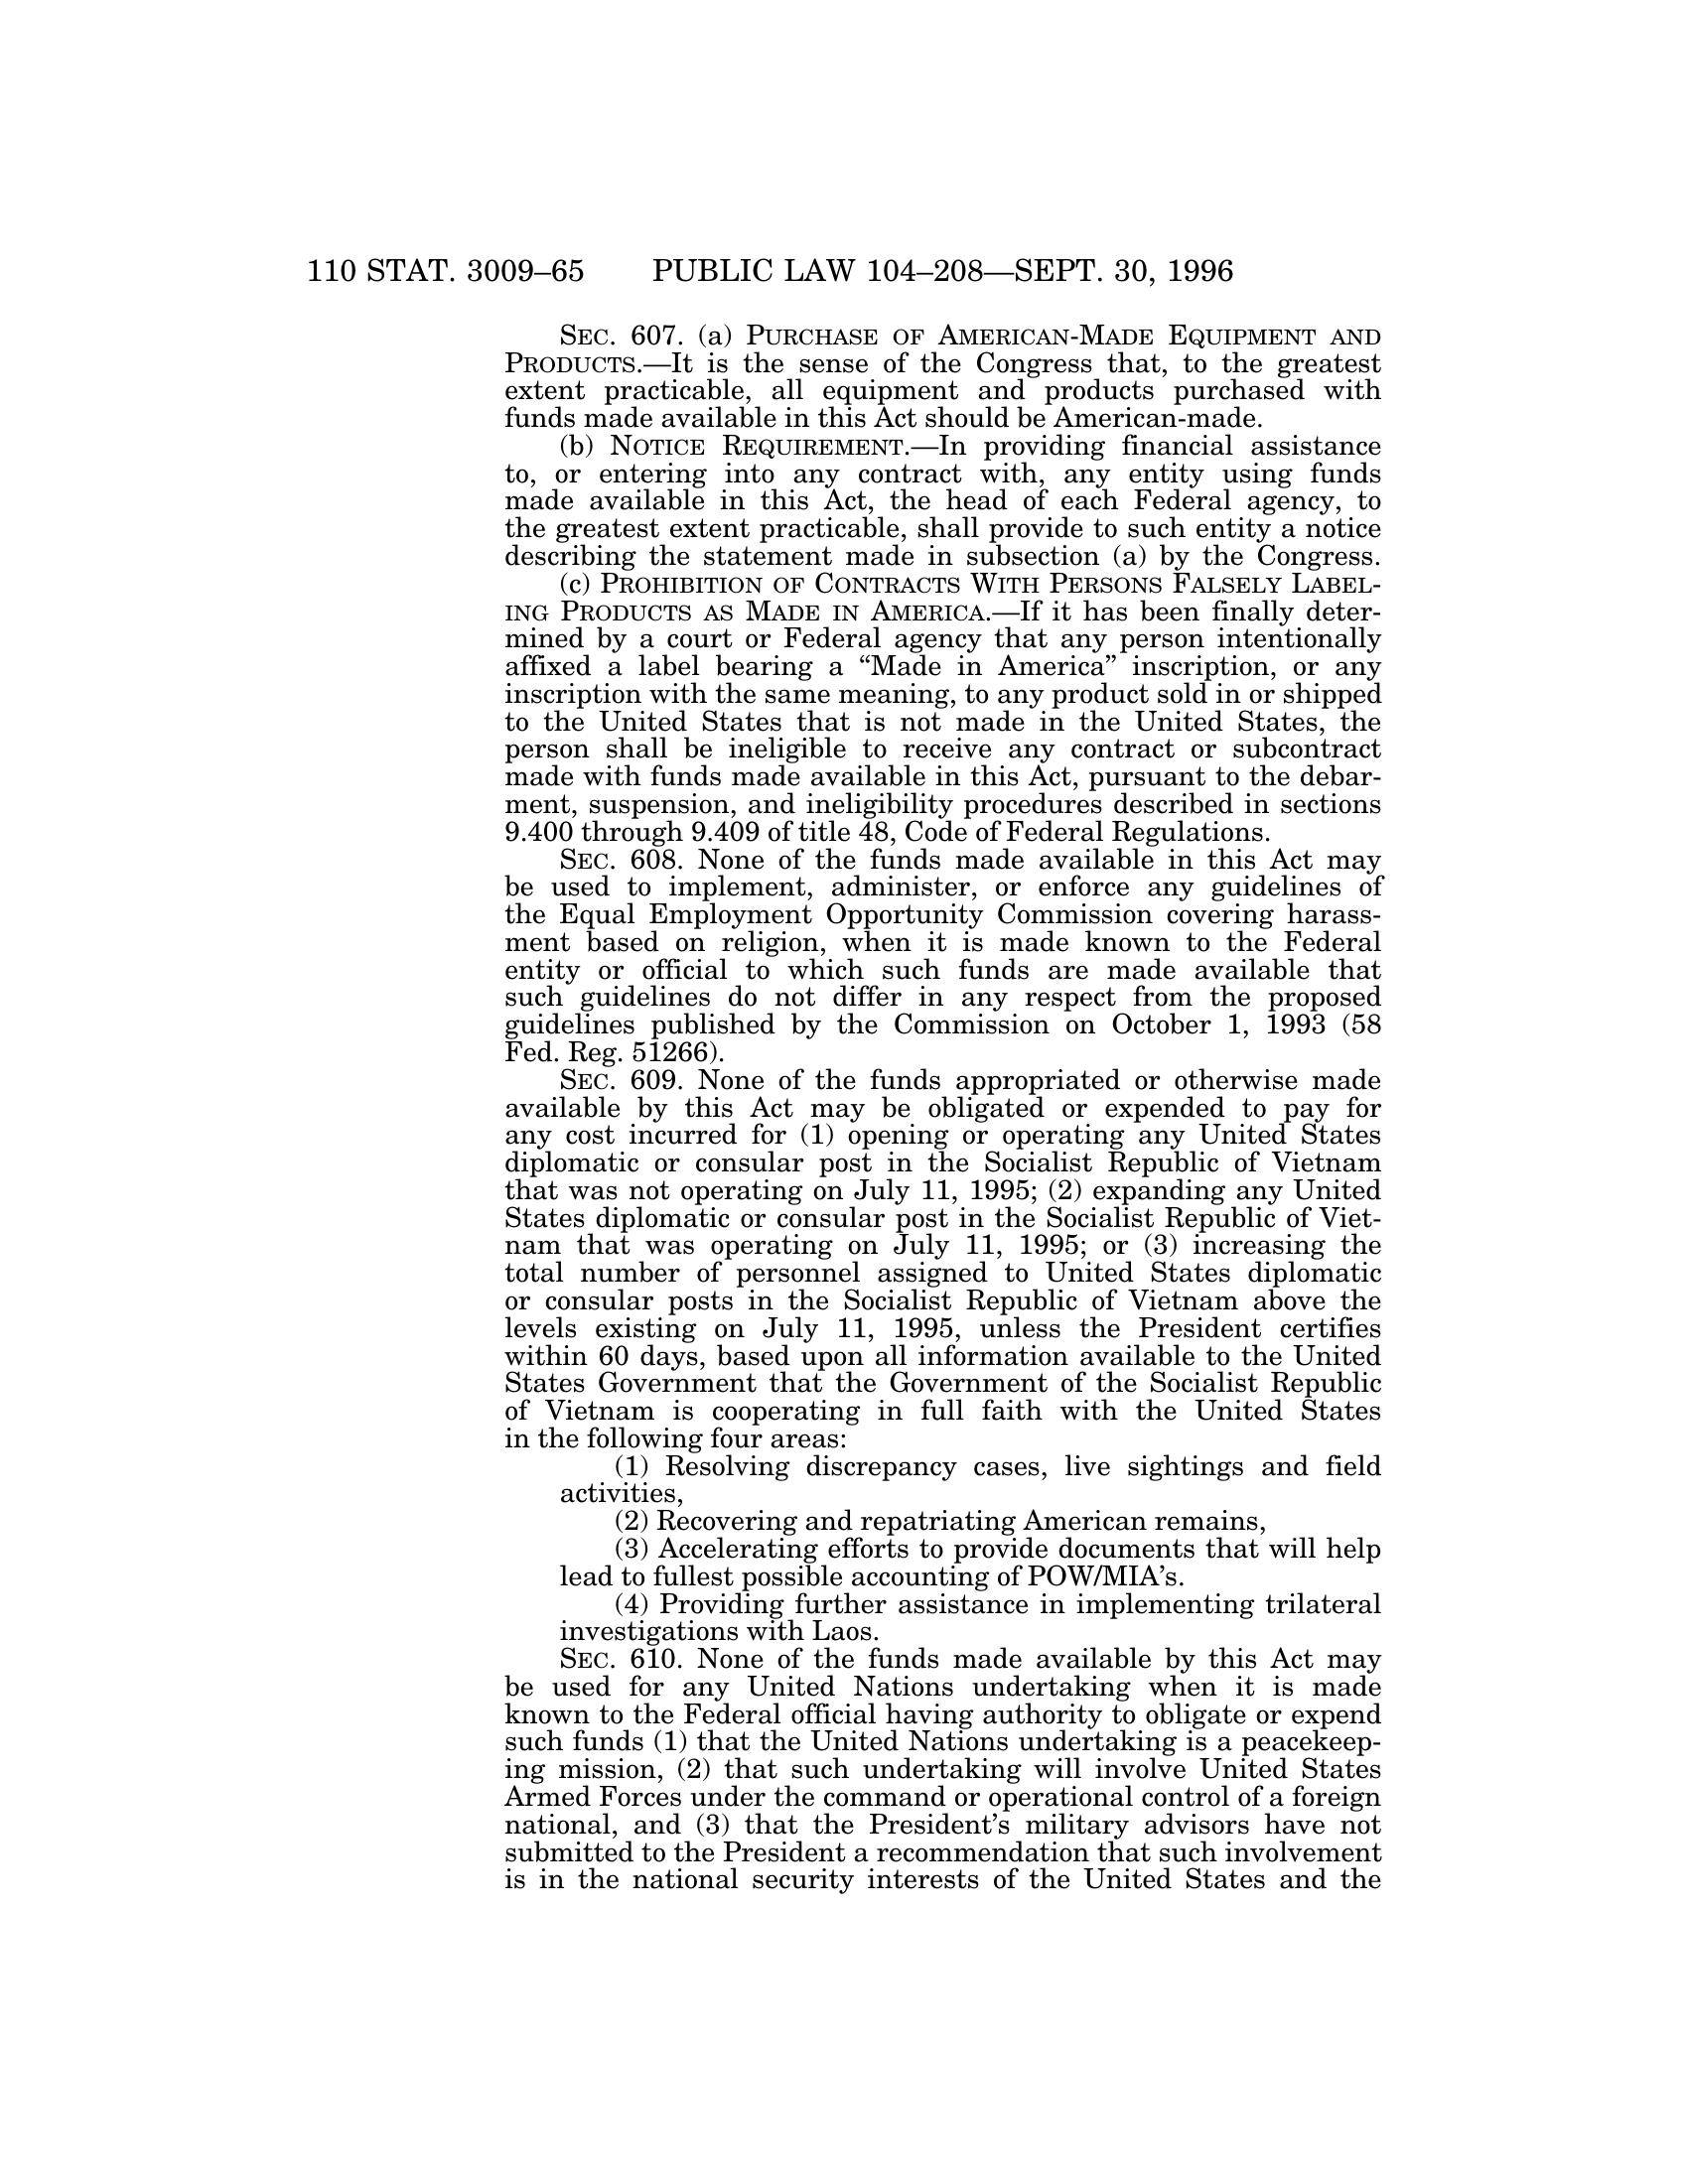 110 STAT. 3009–65 PUBLIC LAW 104–208—SEPT. 30, 1996
SEC. 607. (a) PURCHASE OF AMERICAN-MADE EQUIPMENT AND
PRODUCTS.—It is the sense of the Congress that, to the greatest
extent practicable, all equipment and products purchased with
funds made available in this Act should be American-made.
(b) NOTICE REQUIREMENT.—In providing financial assistance
to, or entering into any contract with, any entity using funds
made available in this Act, the head of each Federal agency, to
the greatest extent practicable, shall provide to such entity a notice
describing the statement made in subsection (a) by the Congress.
(c) PROHIBITION OF CONTRACTS WITH PERSONS FALSELY LABEL-
ING PRODUCTS AS MADE IN AMERICA.—If it has been finally deter-
mined by a court or Federal agency that any person intentionally
affixed a label bearing a “Made in America” inscription, or any
inscription with the same meaning, to any product sold in or shipped
to the United States that is not made in the United States, the
person shall be ineligible to receive any contract or subcontract
made with funds made available in this Act, pursuant to the debar-
ment, suspension, and ineligibility procedures described in sections
9.400 through 9.409 of title 48, Code of Federal Regulations.
SEC. 608. None of the funds made available in this Act may
be used to implement, administer, or enforce any guidelines of
the Equal Employment Opportunity Commission covering harass-
ment based on religion, when it is made known to the Federal
entity or official to which such funds are made available that
such guidelines do not differ in any respect from the proposed
guidelines published by the Commission on October 1, 1993 (58
Fed. Reg. 51266).
SEC. 609. None of the funds appropriated or otherwise made
available by this Act may be obligated or expended to pay for
any cost incurred for (1) opening or operating any United States
diplomatic or consular post in the Socialist Republic of Vietnam
that was not operating on July 11, 1995; (2) expanding any United
States diplomatic or consular post in the Socialist Republic of Viet-
nam that was operating on July 11, 1995; or (3) increasing the
total number of personnel assigned to United States diplomatic
or consular posts in the Socialist Republic of Vietnam above the
levels existing on July 11, 1995, unless the President certifies
within 60 days, based upon all information available to the United
States Government that the Government of the Socialist Republic
of Vietnam is cooperating in full faith with the United States
in the following four areas:
(1) Resolving discrepancy cases, live sightings and field
activities,
(2) Recovering and repatriating American remains,
(3) Accelerating efforts to provide documents that will help
lead to fullest possible accounting of POW/MIA’s.
(4) Providing further assistance in implementing trilateral
investigations with Laos.
SEC. 610. None of the funds made available by this Act may
be used for any United Nations undertaking when it is made
known to the Federal official having authority to obligate or expend
such funds (1) that the United Nations undertaking is a peacekeep-
ing mission, (2) that such undertaking will involve United States
Armed Forces under the command or operational control of a foreign
national, and (3) that the President’s military advisors have not
submitted to the President a recommendation that such involvement
is in the national security interests of the United States and the